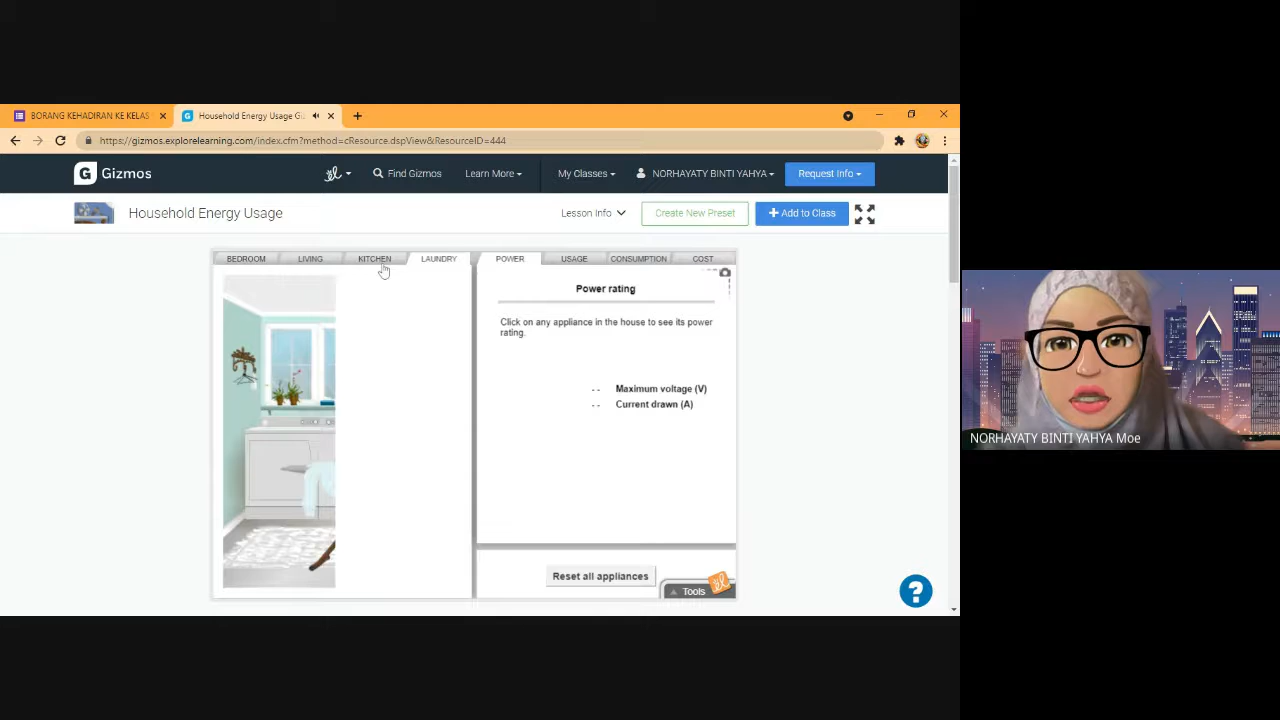 BORANG KEHADIRAN KE KELAS
Household Energy Usage Gi
https://gizmos.explorelearning.com/index.cfm?method=cResource.dspView&ResourceID=444
G Gizmos
Find Gizmos
Learn More
My Classes
NORHAYATY BINTI YAHYA
Request Info
Household Energy Usage
Lesson Info
Create New Preset
+ Add to Class
BEDROOM LIVING KITCHEN LAUNDRY
POWER USAGE CONSUMPTION COST
Power rating
Click on any appliance in the house to see its power
rating.
- - Maximum voltage (V)
- - Current drawn (A)
Reset all appliances
Tools
?
NORHAYATY BINTI YAHYA Moe